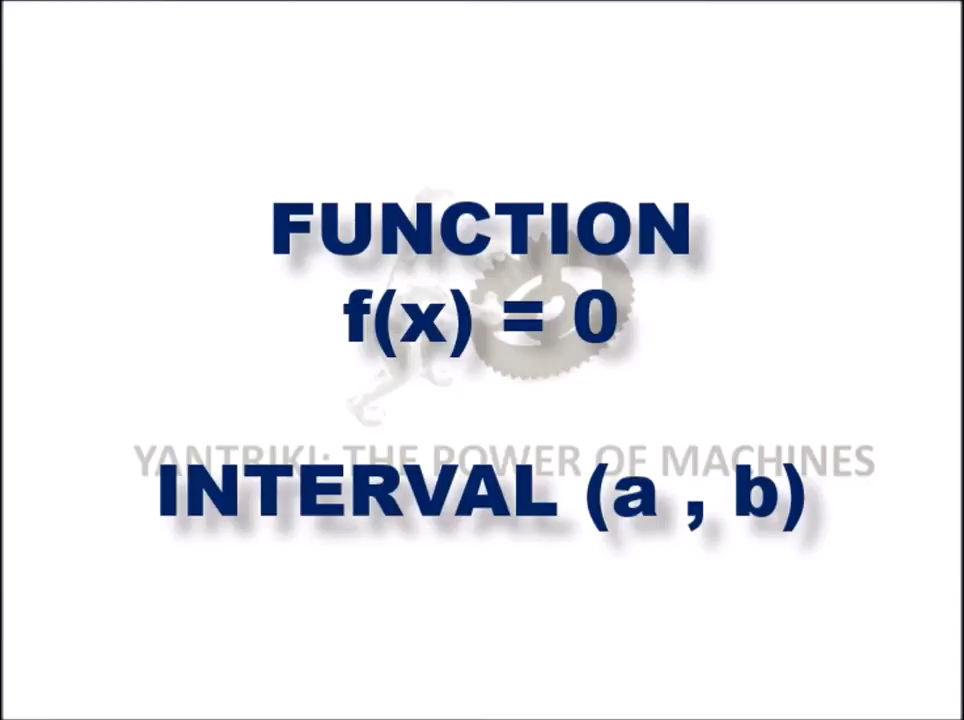 FUNCTION
f(x) = 0
YANTRIKI: THE POWER OF MACHINES
INTERVAL (a , b)